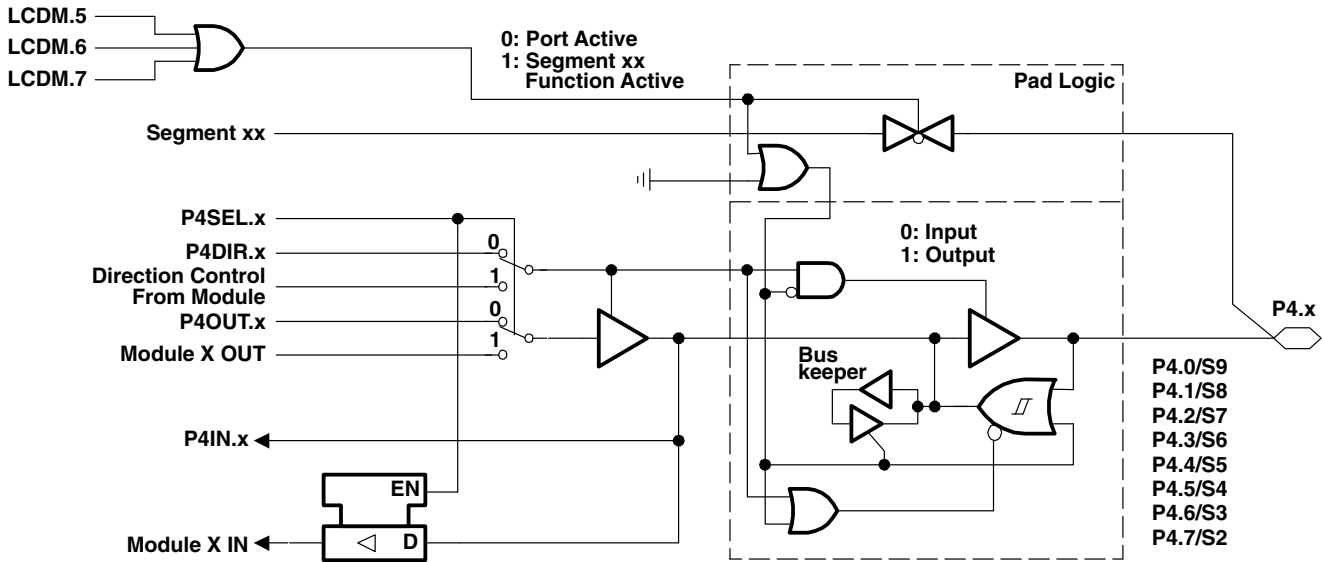 LCDM.5
LCDM.6
LCDM.7
0: Port Active
1: Segment xx
Function Active
Pad Logic
Segment xx
P4SEL.x
0: Input
1: Output
P4DIR.x
0
Direction Control
From Module
1
P4OUT.x
0
Module X OUT
1
P4.x
Bus
keeper
P4.0/S9
P4.1/S8
P4.2/S7
P4.3/S6
P4.4/S5
P4.5/S4
P4.6/S3
P4.7/S2
P4IN.x
EN
D
Module X IN